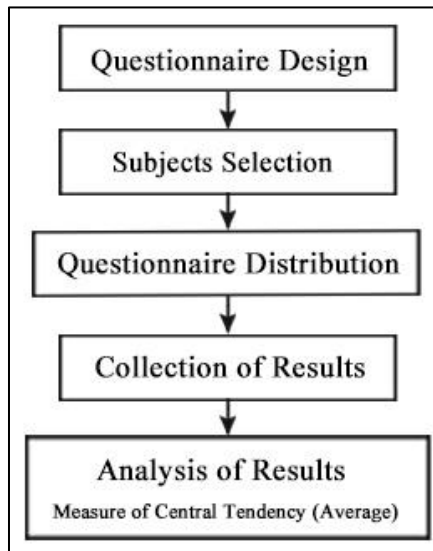 Questionnaire Design
Subjects Selection
Questionnaire Distribution
Collection of Results
Analysis of Results
Measure of Central Tendency (Average)